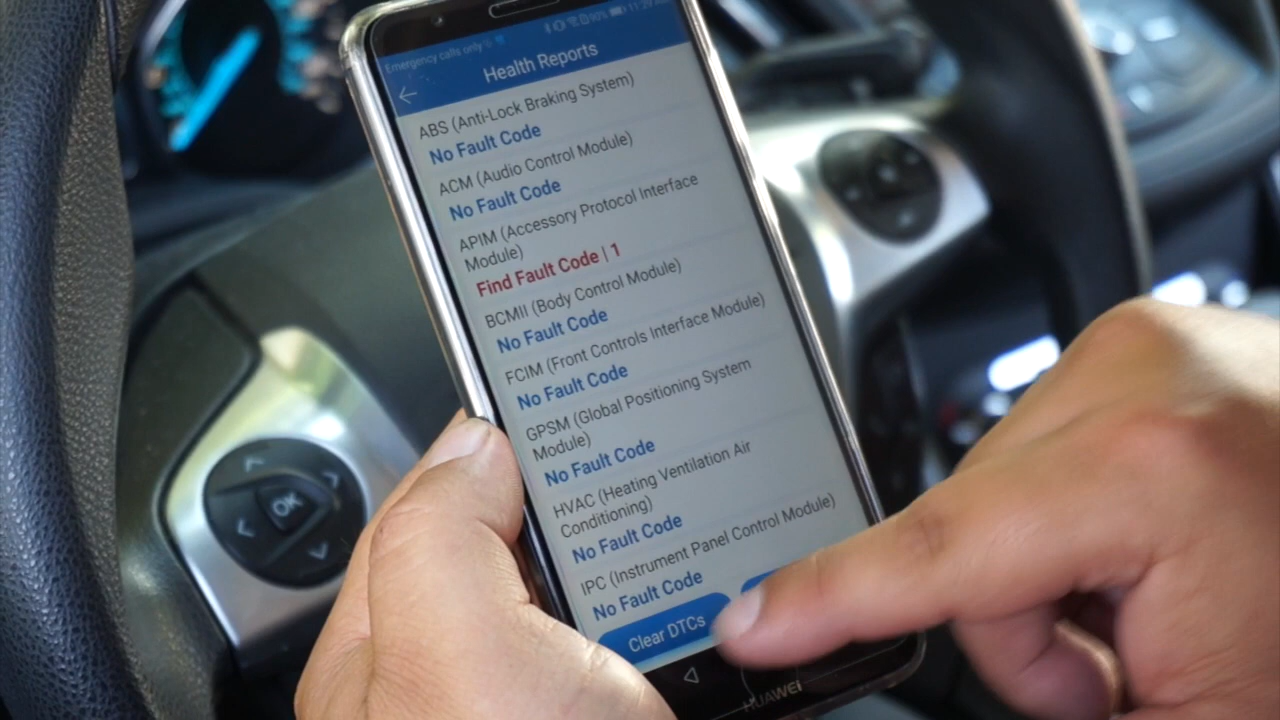 Emergency calls only
90%
Health Reports
ABS (Anti-Lock Braking System)
No Fault Code
ACM (Audio Control Module)
No Fault Code
APIM (Accessory Protocol Interface
Module)
Find Fault Code | 1
BCMII (Body Control Module)
No Fault Code
FCIM (Front Controls Interface Module)
No Fault Code
GPSM (Global Positioning System
Module)
No Fault Code
HVAC (Heating Ventilation Air
Conditioning)
No Fault Code
IPC (Instrument Panel Control Module)
No Fault Code
Clear DTCs
HUAWEI
OK